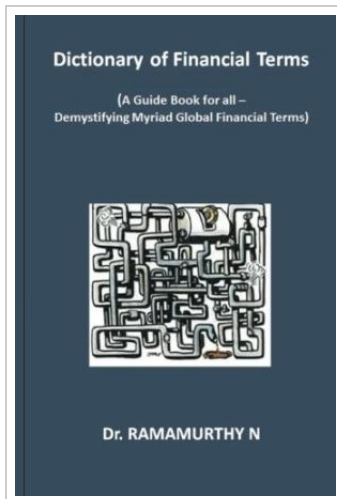 Dictionary of Financial Terms
(A Guide Book for all –
Demystifying Myriad Global Financial Terms)
Dr. RAMAMURTHY N